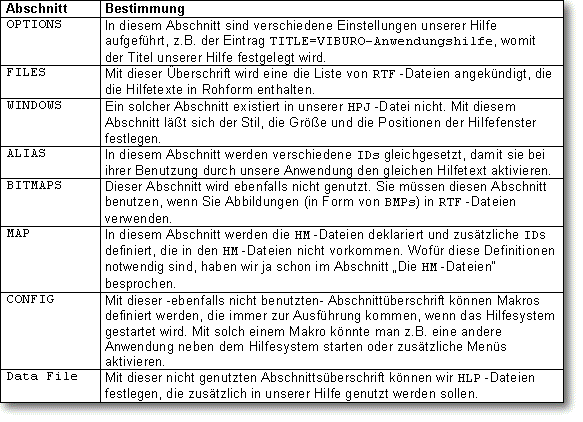 Abschnitt Bestimmung
OPTIONS In diesem Abschnitt sind verschiedene Einstellungen unserer Hilfe
aufgeführt, z.B. der Eintrag TITLE=VIBURO-Anwendungshilfe, womit
der Titel unserer Hilfe festgelegt wird.
FILES Mit dieser Überschrift wird eine die Liste von RTF -Dateien angekündigt, die
die Hilfetexte in Rohform enthalten.
WINDOWS Ein solcher Abschnitt existiert in unserer HPJ -Datei nicht. Mit diesem
Abschnitt läßt sich der Stil, die Größe und die Positionen der Hilfefenster
festlegen.
ALIAS In diesem Abschnitt werden verschiedene IDs gleichgesetzt, damit sie bei
ihrer Benutzung durch unsere Anwendung den gleichen Hilfetext aktivieren.
BITMAPS Dieser Abschnitt wird ebenfalls nicht genutzt. Sie müssen diesen Abschnitt
benutzen, wenn Sie Abbildungen (in Form von BMPs) in RTF -Dateien
verwenden.
MAP In diesem Abschnitt werden die HM -Dateien deklariert und zusätzliche IDs
definiert, die in den HM -Dateien nicht vorkommen. Wofür diese Definitionen
notwendig sind, haben wir ja schon im Abschnitt „Die HM -Dateien“
besprochen.
CONFIG Mit dieser -ebenfalls nicht benutzten- Abschnittüberschrift können Makros
definiert werden, die immer zur Ausführung kommen, wenn das Hilfesystem
gestartet wird. Mit solch einem Makro könnte man z.B. eine andere
Anwendung neben dem Hilfesystem starten oder zusätzliche Menüs
aktivieren.
Data File Mit dieser nicht genutzten Abschnittsüberschrift können wir HLP -Dateien
festlegen, die zusätzlich in unserer Hilfe genutzt werden sollen.